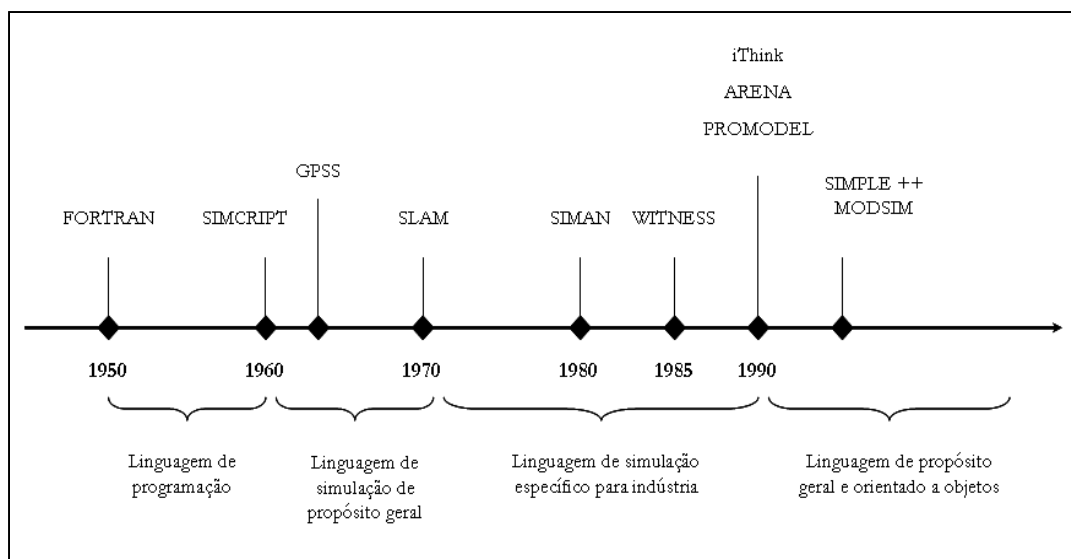 iThink
ARENA
PROMODEL
GPSS
SIMPLE ++
MODSIM
FORTRAN
SIMCRIPT
SLAM
SIMAN
WITNESS
1950
1960
1970
1980
1985
1990
Linguagem de
programação
Linguagem de
simulação de
propósito geral
Linguagem de simulação
específico para indústria
Linguagem de propósito
geral e orientado a objetos